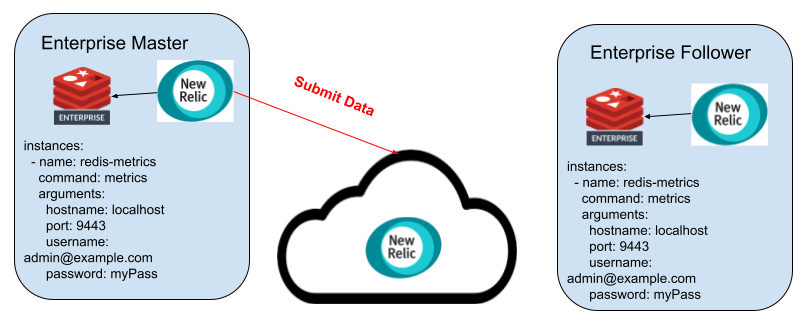 Enterprise Master
New
Relic
ENTERPRISE
instances:
- name: redis-metrics
command: metrics
arguments:
hostname: localhost
port: 9443
username:
admin@example.com
password: myPass
Submit Data
New
Relic
Enterprise Follower
New
Relic
ENTERPRISE
instances:
- name: redis-metrics
command: metrics
arguments:
hostname: localhost
port: 9443
username:
admin@example.com
password: myPass